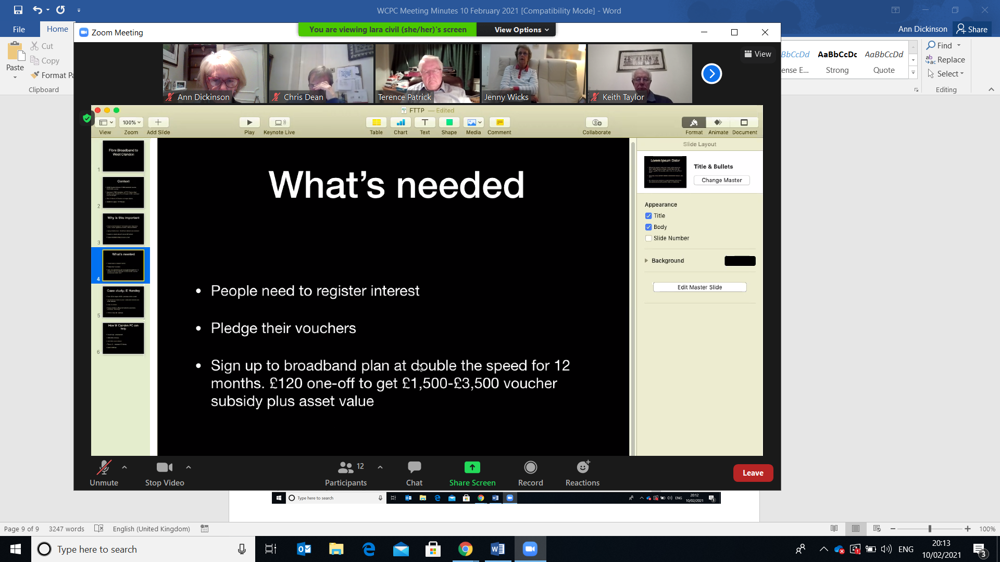 WCPC Meeting Minutes 10 February 2021 [Compatibility Mode] - Word
File
Home
Ann Dickinson
Share
Zoom Meeting
You are viewing lara civil (she/her)'s screen
View Options
Paste
Cut
Copy
Format Pa
Clipboard
AaBbCcDd
AaBbCcDd
ense E...
Strong
Quote
Find
Replace
Select
Editing
View
Ann Dickinson
Chris Dean
Terence Patrick
Jenny Wicks
Keith Taylor
FTTP — Edited
100%
View
Zoom
Add Slide
Play
Keynote Live
Table
Chart
Text
Shape
Media
Comment
Collaborate
Format
Animate
Document
Fibre Broadband to
West Clandon
1
Context
2
Why is this important
3
What's needed
4
Case study: E Horsley
5
How W Clandon PC can
help
6
What's needed
• People need to register interest
• Pledge their vouchers
• Sign up to broadband plan at double the speed for 12
months. £120 one-off to get £1,500-£3,500 voucher
subsidy plus asset value
Slide Layout
Lorem Ipsum Dolor
Title & Bullets
Change Master
Appearance
Title
Body
Slide Number
Background
Edit Master Slide
Unmute
Stop Video
12
Participants
Chat
Share Screen
Record
Reactions
Leave
Type here to search
ENG
20:12
10/02/2021
Page 9 of 9
3247 words
English (United Kingdom)
100%
Type here to search
ENG
20:13
10/02/2021
3